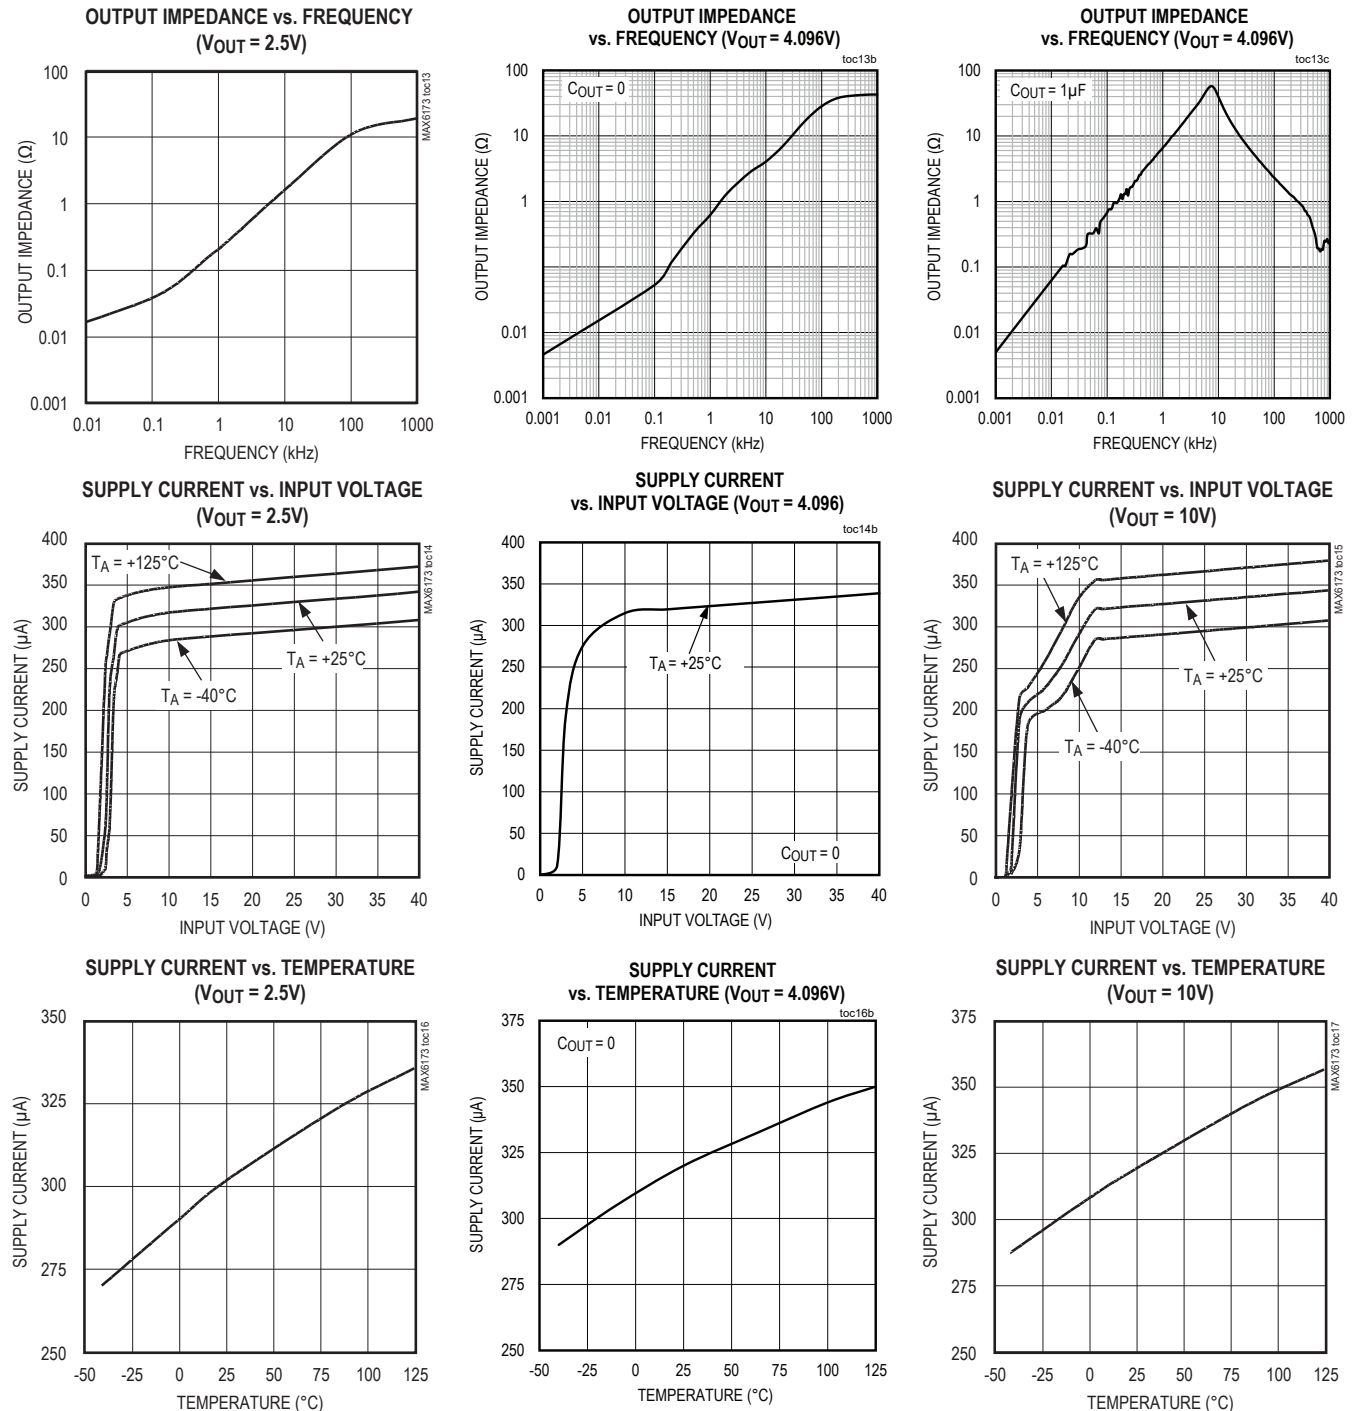 OUTPUT IMPEDANCE vs. FREQUENCY
(VOUT = 2.5V)
MAX6173 toc13
100
10
1
0.1
0.01
0.001
OUTPUT IMPEDANCE (Ω)
0.01 0.1 1 10 100 1000
FREQUENCY (kHz)
OUTPUT IMPEDANCE
vs. FREQUENCY (VOUT = 4.096V)
toc13b
COUT = 0
100
10
1
0.1
0.01
0.001
OUTPUT IMPEDANCE (Ω)
0.001 0.01 0.1 1 10 100 1000
FREQUENCY (kHz)
OUTPUT IMPEDANCE
vs. FREQUENCY (VOUT = 4.096V)
toc13c
COUT = 1µF
100
10
1
0.1
0.01
0.001
OUTPUT IMPEDANCE (Ω)
0.001 0.01 0.1 1 10 100 1000
FREQUENCY (kHz)
SUPPLY CURRENT vs. INPUT VOLTAGE
(VOUT = 2.5V)
MAX6173 toc14
400
350
300
250
200
150
100
50
0
SUPPLY CURRENT (µA)
TA = +125°C
TA = +25°C
TA = -40°C
0 5 10 15 20 25 30 35 40
INPUT VOLTAGE (V)
SUPPLY CURRENT
vs. INPUT VOLTAGE (VOUT = 4.096)
toc14b
400
350
300
250
200
150
100
50
0
SUPPLY CURRENT (µA)
TA = +25°C
COUT = 0
0 5 10 15 20 25 30 35 40
INPUT VOLTAGE (V)
SUPPLY CURRENT vs. INPUT VOLTAGE
(VOUT = 10V)
MAX6173 toc15
400
350
300
250
200
150
100
50
0
SUPPLY CURRENT (µA)
TA = +125°C
TA = +25°C
TA = -40°C
0 5 10 15 20 25 30 35 40
INPUT VOLTAGE (V)
SUPPLY CURRENT vs. TEMPERATURE
(VOUT = 2.5V)
MAX6173 toc16
350
325
300
275
250
SUPPLY CURRENT (µA)
-50 -25 0 25 50 75 100 125
TEMPERATURE (°C)
SUPPLY CURRENT
vs. TEMPERATURE (VOUT = 4.096V)
toc16b
COUT = 0
375
350
325
300
275
250
SUPPLY CURRENT (µA)
-50 -25 0 25 50 75 100 125
TEMPERATURE (°C)
SUPPLY CURRENT vs. TEMPERATURE
(VOUT = 10V)
MAX6173 toc17
375
350
325
300
275
250
SUPPLY CURRENT (µA)
-50 -25 0 25 50 75 100 125
TEMPERATURE (°C)